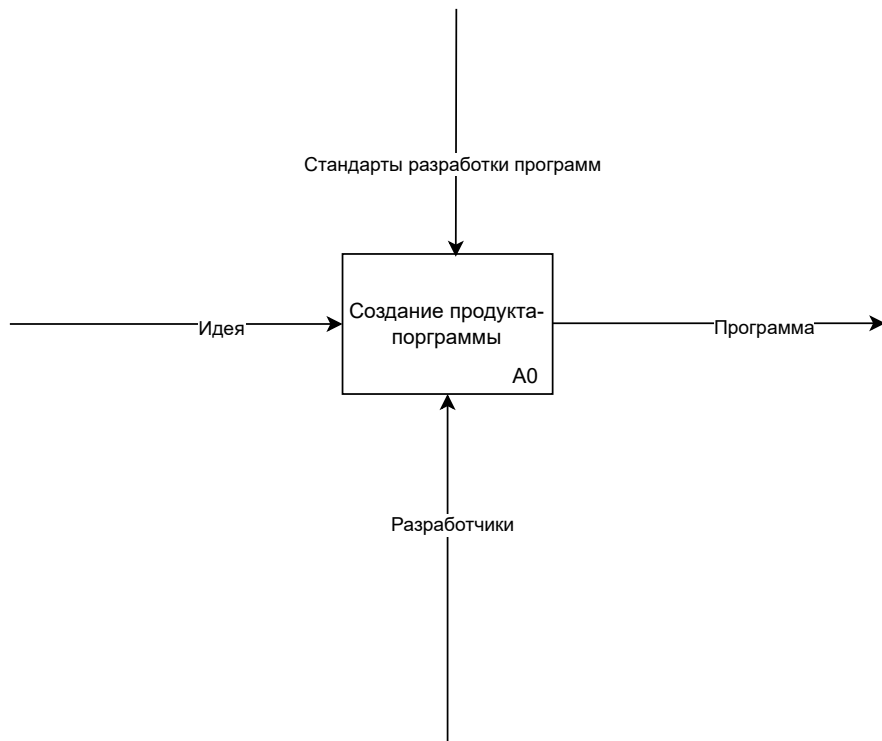 Стандарты разработки программ
Создание продукта-
порграммы
A0
Идея
Программа
Разработчики